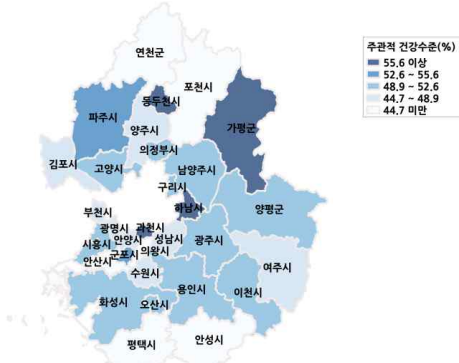 주관적 건강수준(%)
55.6 이상
52.6 ~ 55.6
48.9 ~ 52.6
44.7 ~ 48.9
44.7 미만
연천군
포천시
동두천시
파주시
가평군
양주시
의정부시
김포시
고양시
남양주시
구리시
양평군
부천시
하남시
광명시
과천시
시흥시
안양시
성남시
광주시
안산시
군포시
의왕시
수원시
여주시
화성시
오산시
용인시
이천시
평택시
안성시